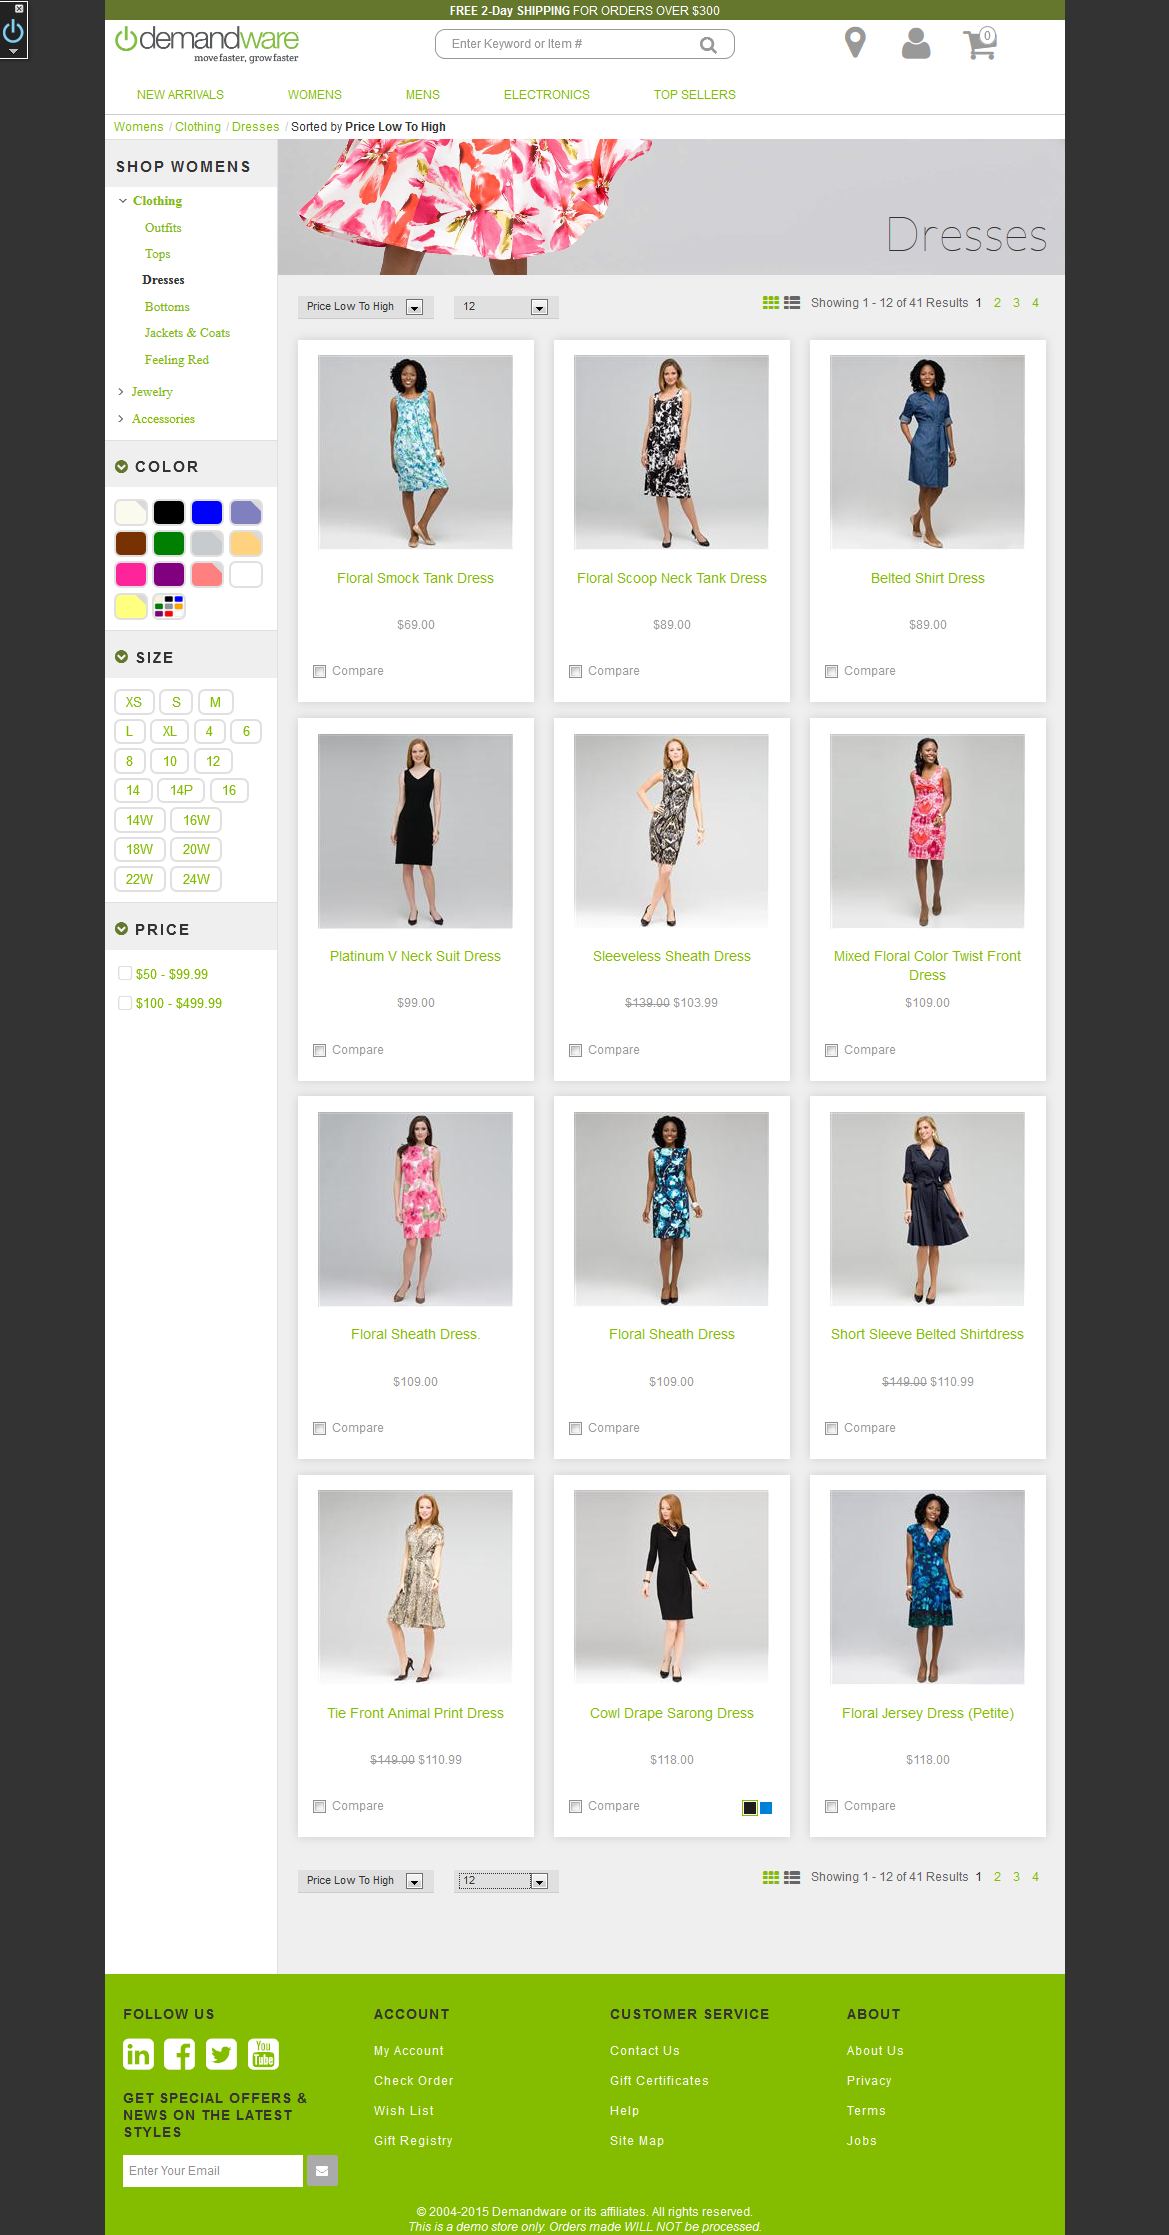 FREE 2-Day SHIPPING FOR ORDERS OVER $300
demandware
move faster, grow faster
Enter Keyword or Item #
0
NEW ARRIVALS WOMENS MENS ELECTRONICS TOP SELLERS
Womens / Clothing / Dresses / Sorted by Price Low To High
SHOP WOMENS
Clothing
Outfits
Tops
Dresses
Bottoms
Jackets & Coats
Feeling Red
Jewelry
Accessories
COLOR
SIZE
XS S M
L XL 4 6
8 10 12
14 14P 16
14W 16W
18W 20W
22W 24W
PRICE
$50 - $99.99
$100 - $499.99
Dresses
Price Low To High 12 Showing 1 - 12 of 41 Results 1 2 3 4
Floral Smock Tank Dress
$69.00
Compare
Floral Scoop Neck Tank Dress
$89.00
Compare
Belted Shirt Dress
$89.00
Compare
Platinum V Neck Suit Dress
$99.00
Compare
Sleeveless Sheath Dress
$139.00 $103.99
Compare
Mixed Floral Color Twist Front
Dress
$109.00
Compare
Floral Sheath Dress.
$109.00
Compare
Floral Sheath Dress
$109.00
Compare
Short Sleeve Belted Shirtdress
$149.00 $110.99
Compare
Tie Front Animal Print Dress
$149.00 $110.99
Compare
Cowl Drape Sarong Dress
$118.00
Compare
Floral Jersey Dress (Petite)
$118.00
Compare
Price Low To High 12 Showing 1 - 12 of 41 Results 1 2 3 4
FOLLOW US
in f You Tube
GET SPECIAL OFFERS &
NEWS ON THE LATEST
STYLES
Enter Your Email
ACCOUNT
My Account
Check Order
Wish List
Gift Registry
CUSTOMER SERVICE
Contact Us
Gift Certificates
Help
Site Map
ABOUT
About Us
Privacy
Terms
Jobs
© 2004-2015 Demandware or its affiliates. All rights reserved.
This is a demo store only. Orders made WILL NOT be processed.